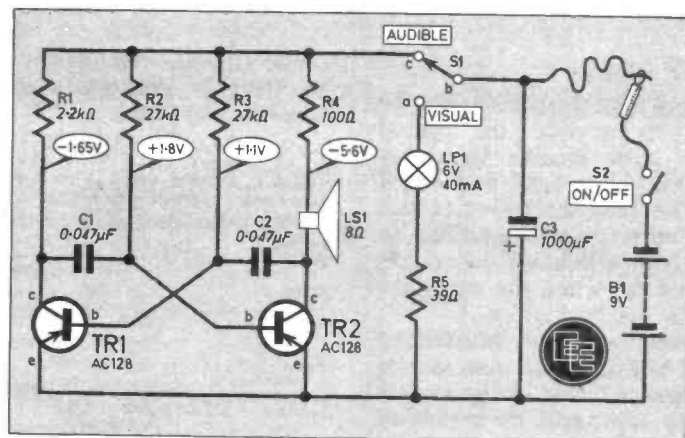 AUDIBLE
c
S1
b
a
VISUAL
R1
2·2kΩ
R2
27kΩ
R3
27kΩ
R4
100Ω
-1·65V
+1·8V
+1·1V
-5·6V
LP1
6V
40mA
S2
ON/OFF
C1
0·047µF
C2
0·047µF
LS1
8Ω
C3
1000µF
+
R5
39Ω
B1
9V
c
b
e
TR1
AC128
c
b
e
TR2
AC128
EE